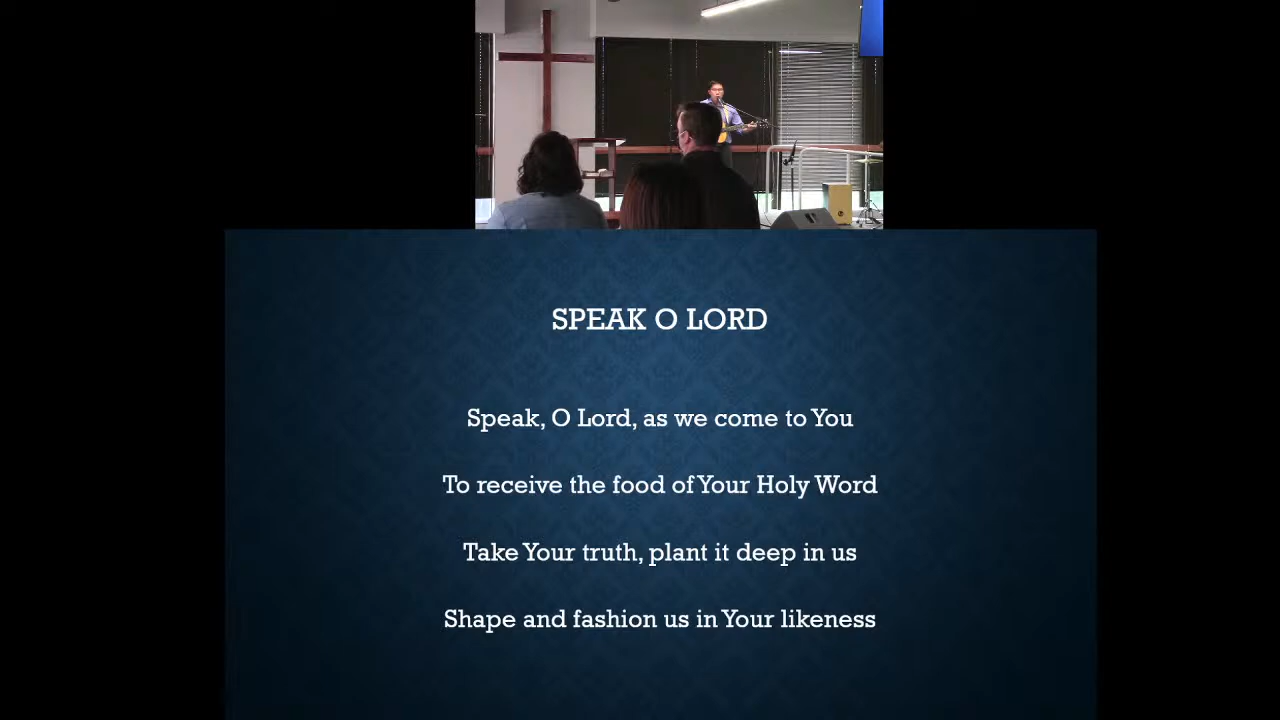 SPEAK O LORD
Speak, O Lord, as we come to You
To receive the food of Your Holy Word
Take Your truth, plant it deep in us
Shape and fashion us in Your likeness